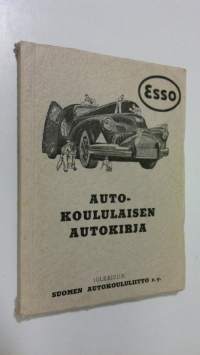 Esso
AUTO-
KOULULAISEN
AUTOKIRJA
JULKAISIJA
SUOMEN AUTOKOULULIITTO r.y.